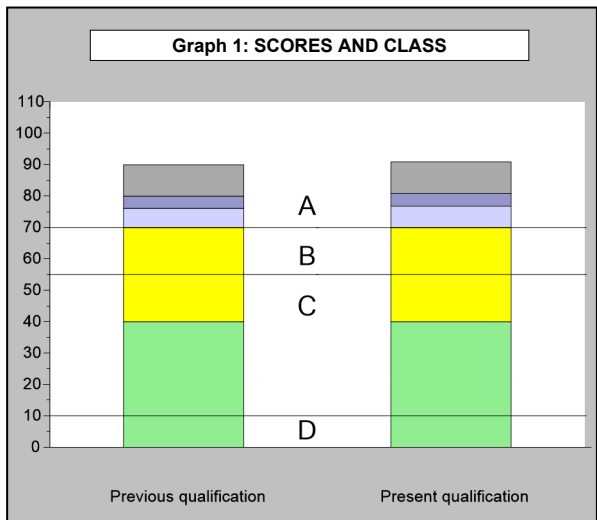 Graph 1: SCORES AND CLASS
110
100
90
80
70
60
50
40
30
20
10
0
A
B
C
D
Previous qualification
Present qualification